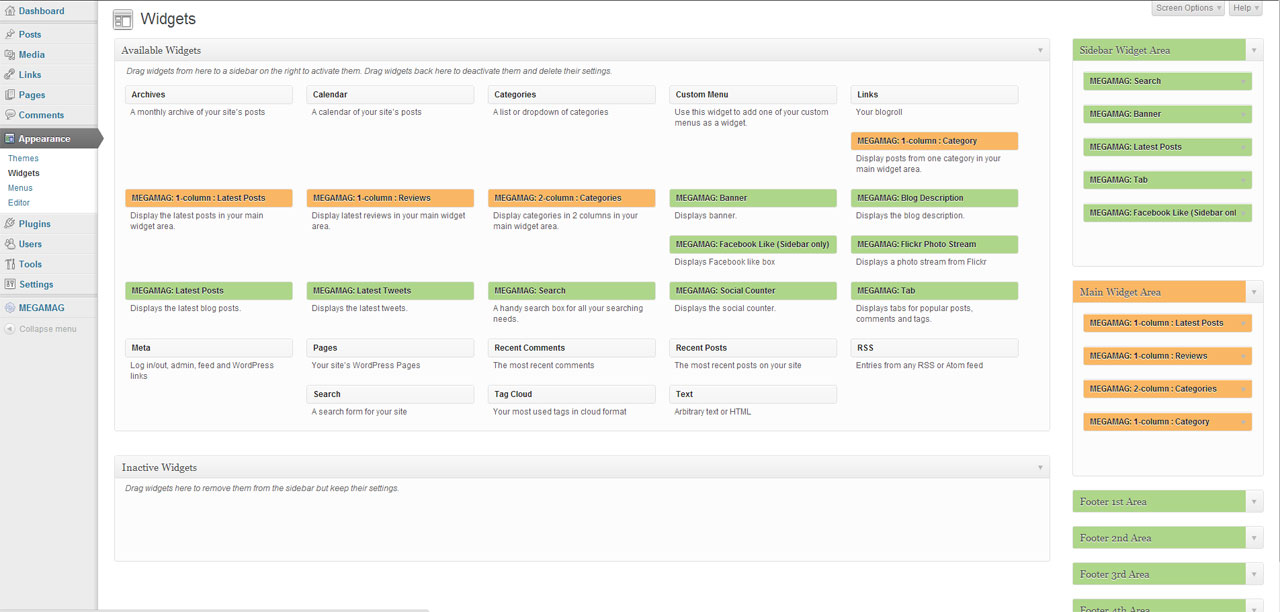 Dashboard
Posts
Media
Links
Pages
Comments
Appearance
Themes
Widgets
Menus
Editor
Plugins
Users
Tools
Settings
MEGAMAG
Collapse menu
Screen Options
Help
Widgets
Available Widgets
Drag widgets from here to a sidebar on the right to activate them. Drag widgets back here to deactivate them and delete their settings.
Archives
A monthly archive of your site's posts
Calendar
A calendar of your site's posts
Categories
A list or dropdown of categories
Custom Menu
Use this widget to add one of your custom
menus as a widget.
Links
Your blogroll
MEGAMAG: 1-column : Category
Display posts from one category in your
main widget area.
MEGAMAG: 1-column : Latest Posts
Display the latest posts in your main
widget area.
MEGAMAG: 1-column : Reviews
Display latest reviews in your main widget
area.
MEGAMAG: 2-column : Categories
Display categories in 2 columns in your
main widget area.
MEGAMAG: Banner
Displays banner.
MEGAMAG: Blog Description
Displays the blog description.
MEGAMAG: Facebook Like (Sidebar only)
Displays Facebook like box
MEGAMAG: Flickr Photo Stream
Displays a photo stream from Flickr
MEGAMAG: Latest Posts
Displays the latest blog posts.
MEGAMAG: Latest Tweets
Displays the latest tweets.
MEGAMAG: Search
A handy search box for all your searching
needs.
MEGAMAG: Social Counter
Displays the social counter.
MEGAMAG: Tab
Displays tabs for popular posts,
comments and tags.
Meta
Log in/out, admin, feed and WordPress
links
Pages
Your site's WordPress Pages
Recent Comments
The most recent comments
Recent Posts
The most recent posts on your site
RSS
Entries from any RSS or Atom feed
Search
A search form for your site
Tag Cloud
Your most used tags in cloud format
Text
Arbitrary text or HTML
Inactive Widgets
Drag widgets here to remove them from the sidebar but keep their settings.
Sidebar Widget Area
MEGAMAG: Search
MEGAMAG: Banner
MEGAMAG: Latest Posts
MEGAMAG: Tab
MEGAMAG: Facebook Like (Sidebar onl
Main Widget Area
MEGAMAG: 1-column : Latest Posts
MEGAMAG: 1-column : Reviews
MEGAMAG: 2-column : Categories
MEGAMAG: 1-column : Category
Footer 1st Area
Footer 2nd Area
Footer 3rd Area
Footer 4th Area